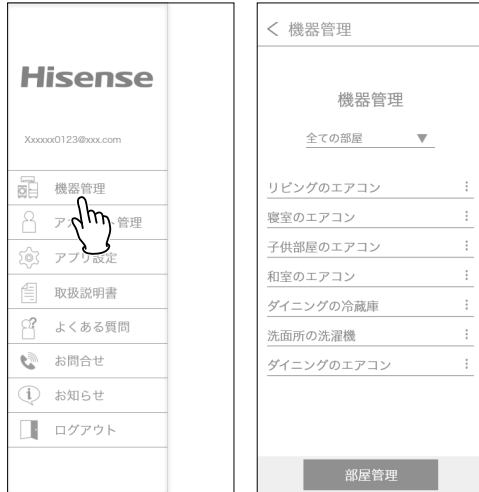 Hisense
Xxxxxx0123@xxx.com
機器管理
管理
アプリ設定
取扱説明書
よくある質問
お問合せ
お知らせ
ログアウト
機器管理
機器管理
全ての部屋 ▼
リビングのエアコン
寝室のエアコン
子供部屋のエアコン
和室のエアコン
ダイニングの冷蔵庫
洗面所の洗濯機
ダイニングのエアコン
部屋管理